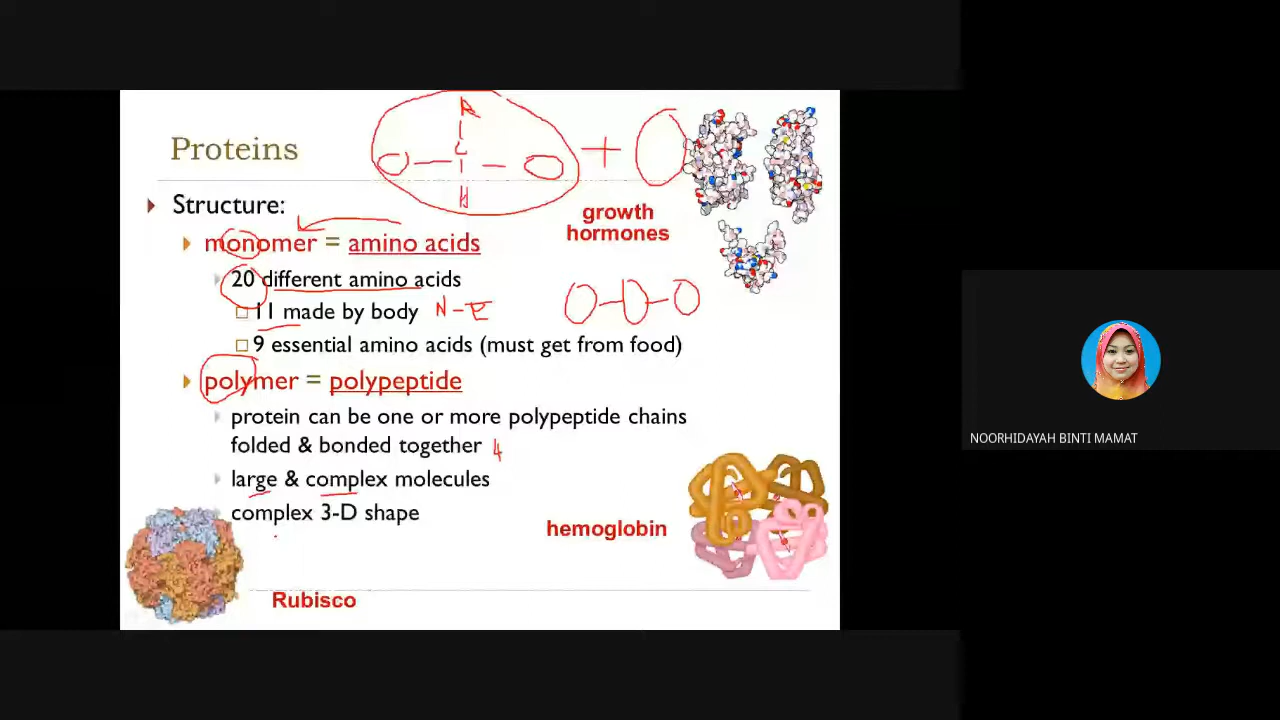 R
Proteins
C
+
H
Structure:
growth
hormones
monomer = amino acids
20 different amino acids
11 made by body N-E
9 essential amino acids (must get from food)
polymer = polypeptide
protein can be one or more polypeptide chains
folded & bonded together 4
large & complex molecules
complex 3-D shape
hemoglobin
Rubisco
NOORHIDAYAH BINTI MAMAT